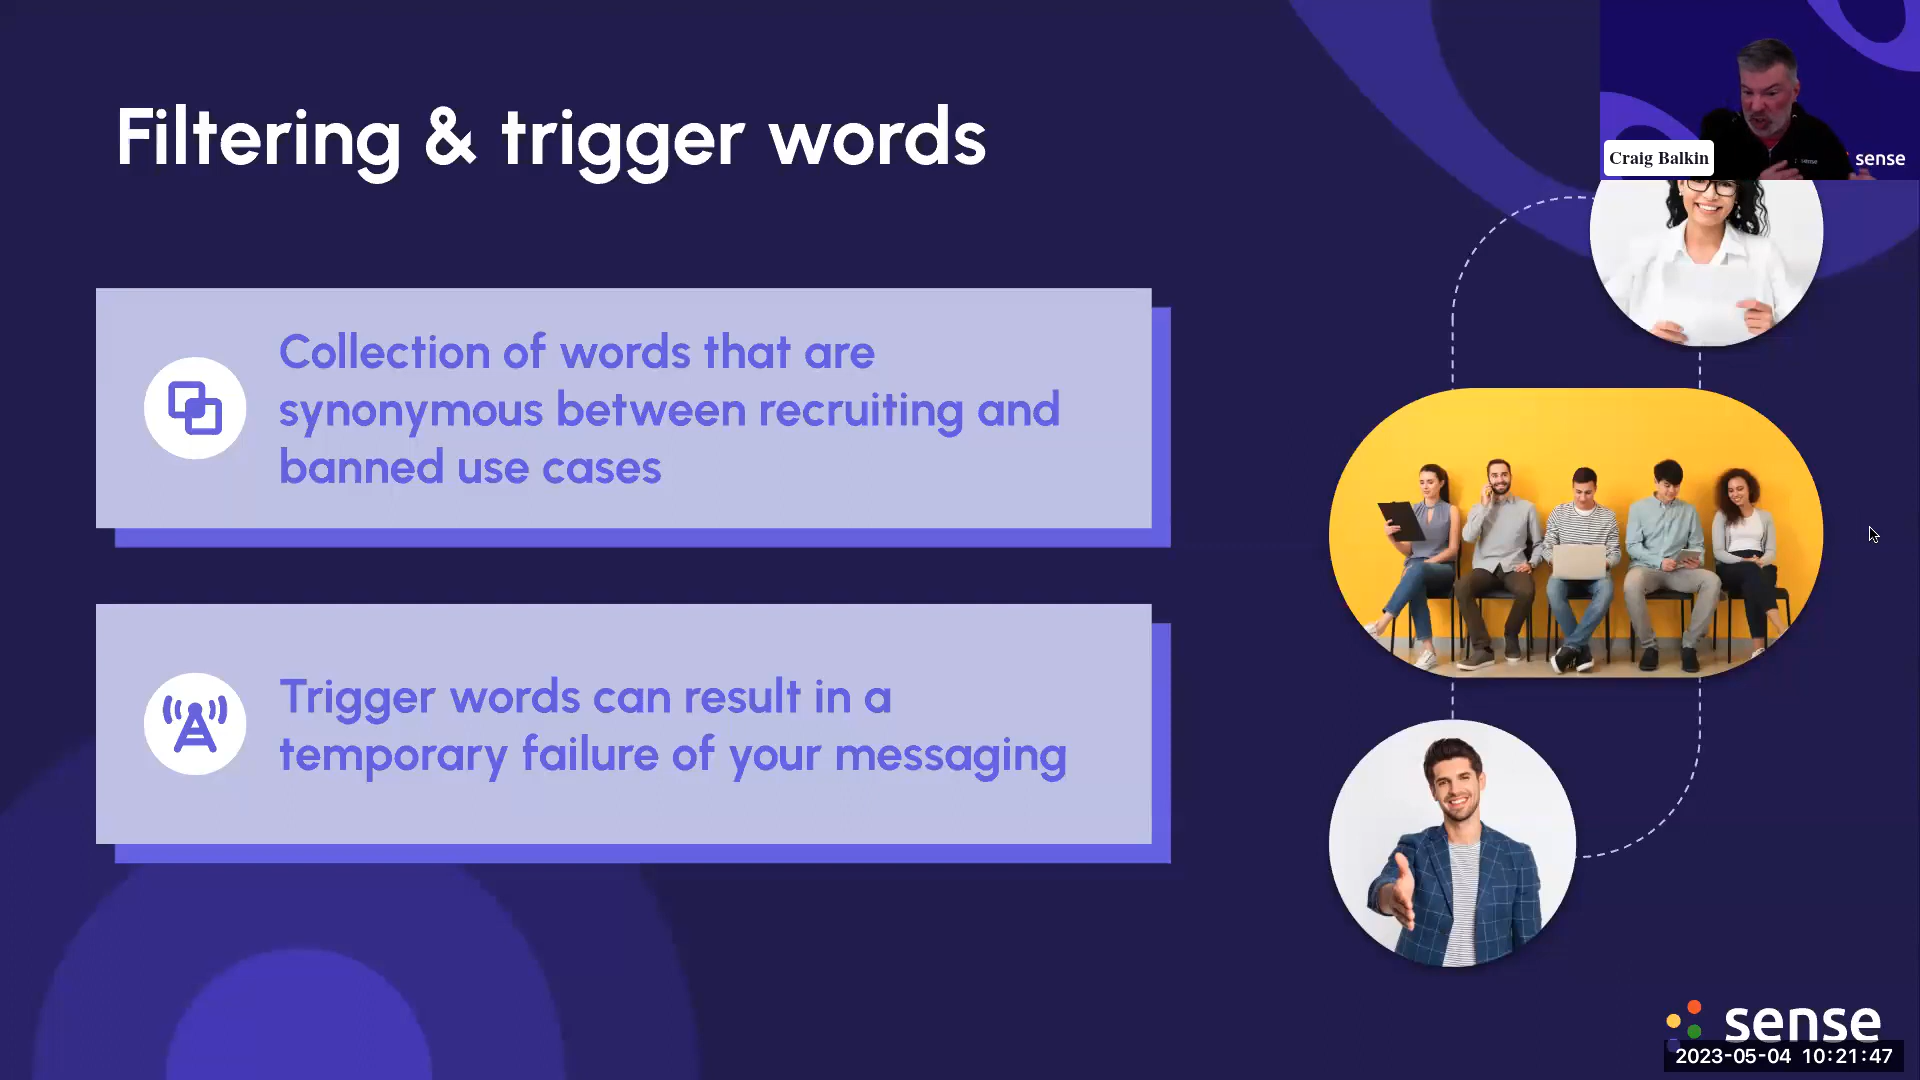 Filtering & trigger words
Craig Balkin
sense
Collection of words that are
synonymous between recruiting and
banned use cases
Trigger words can result in a
temporary failure of your messaging
sense
2023-05-04 10:21:47